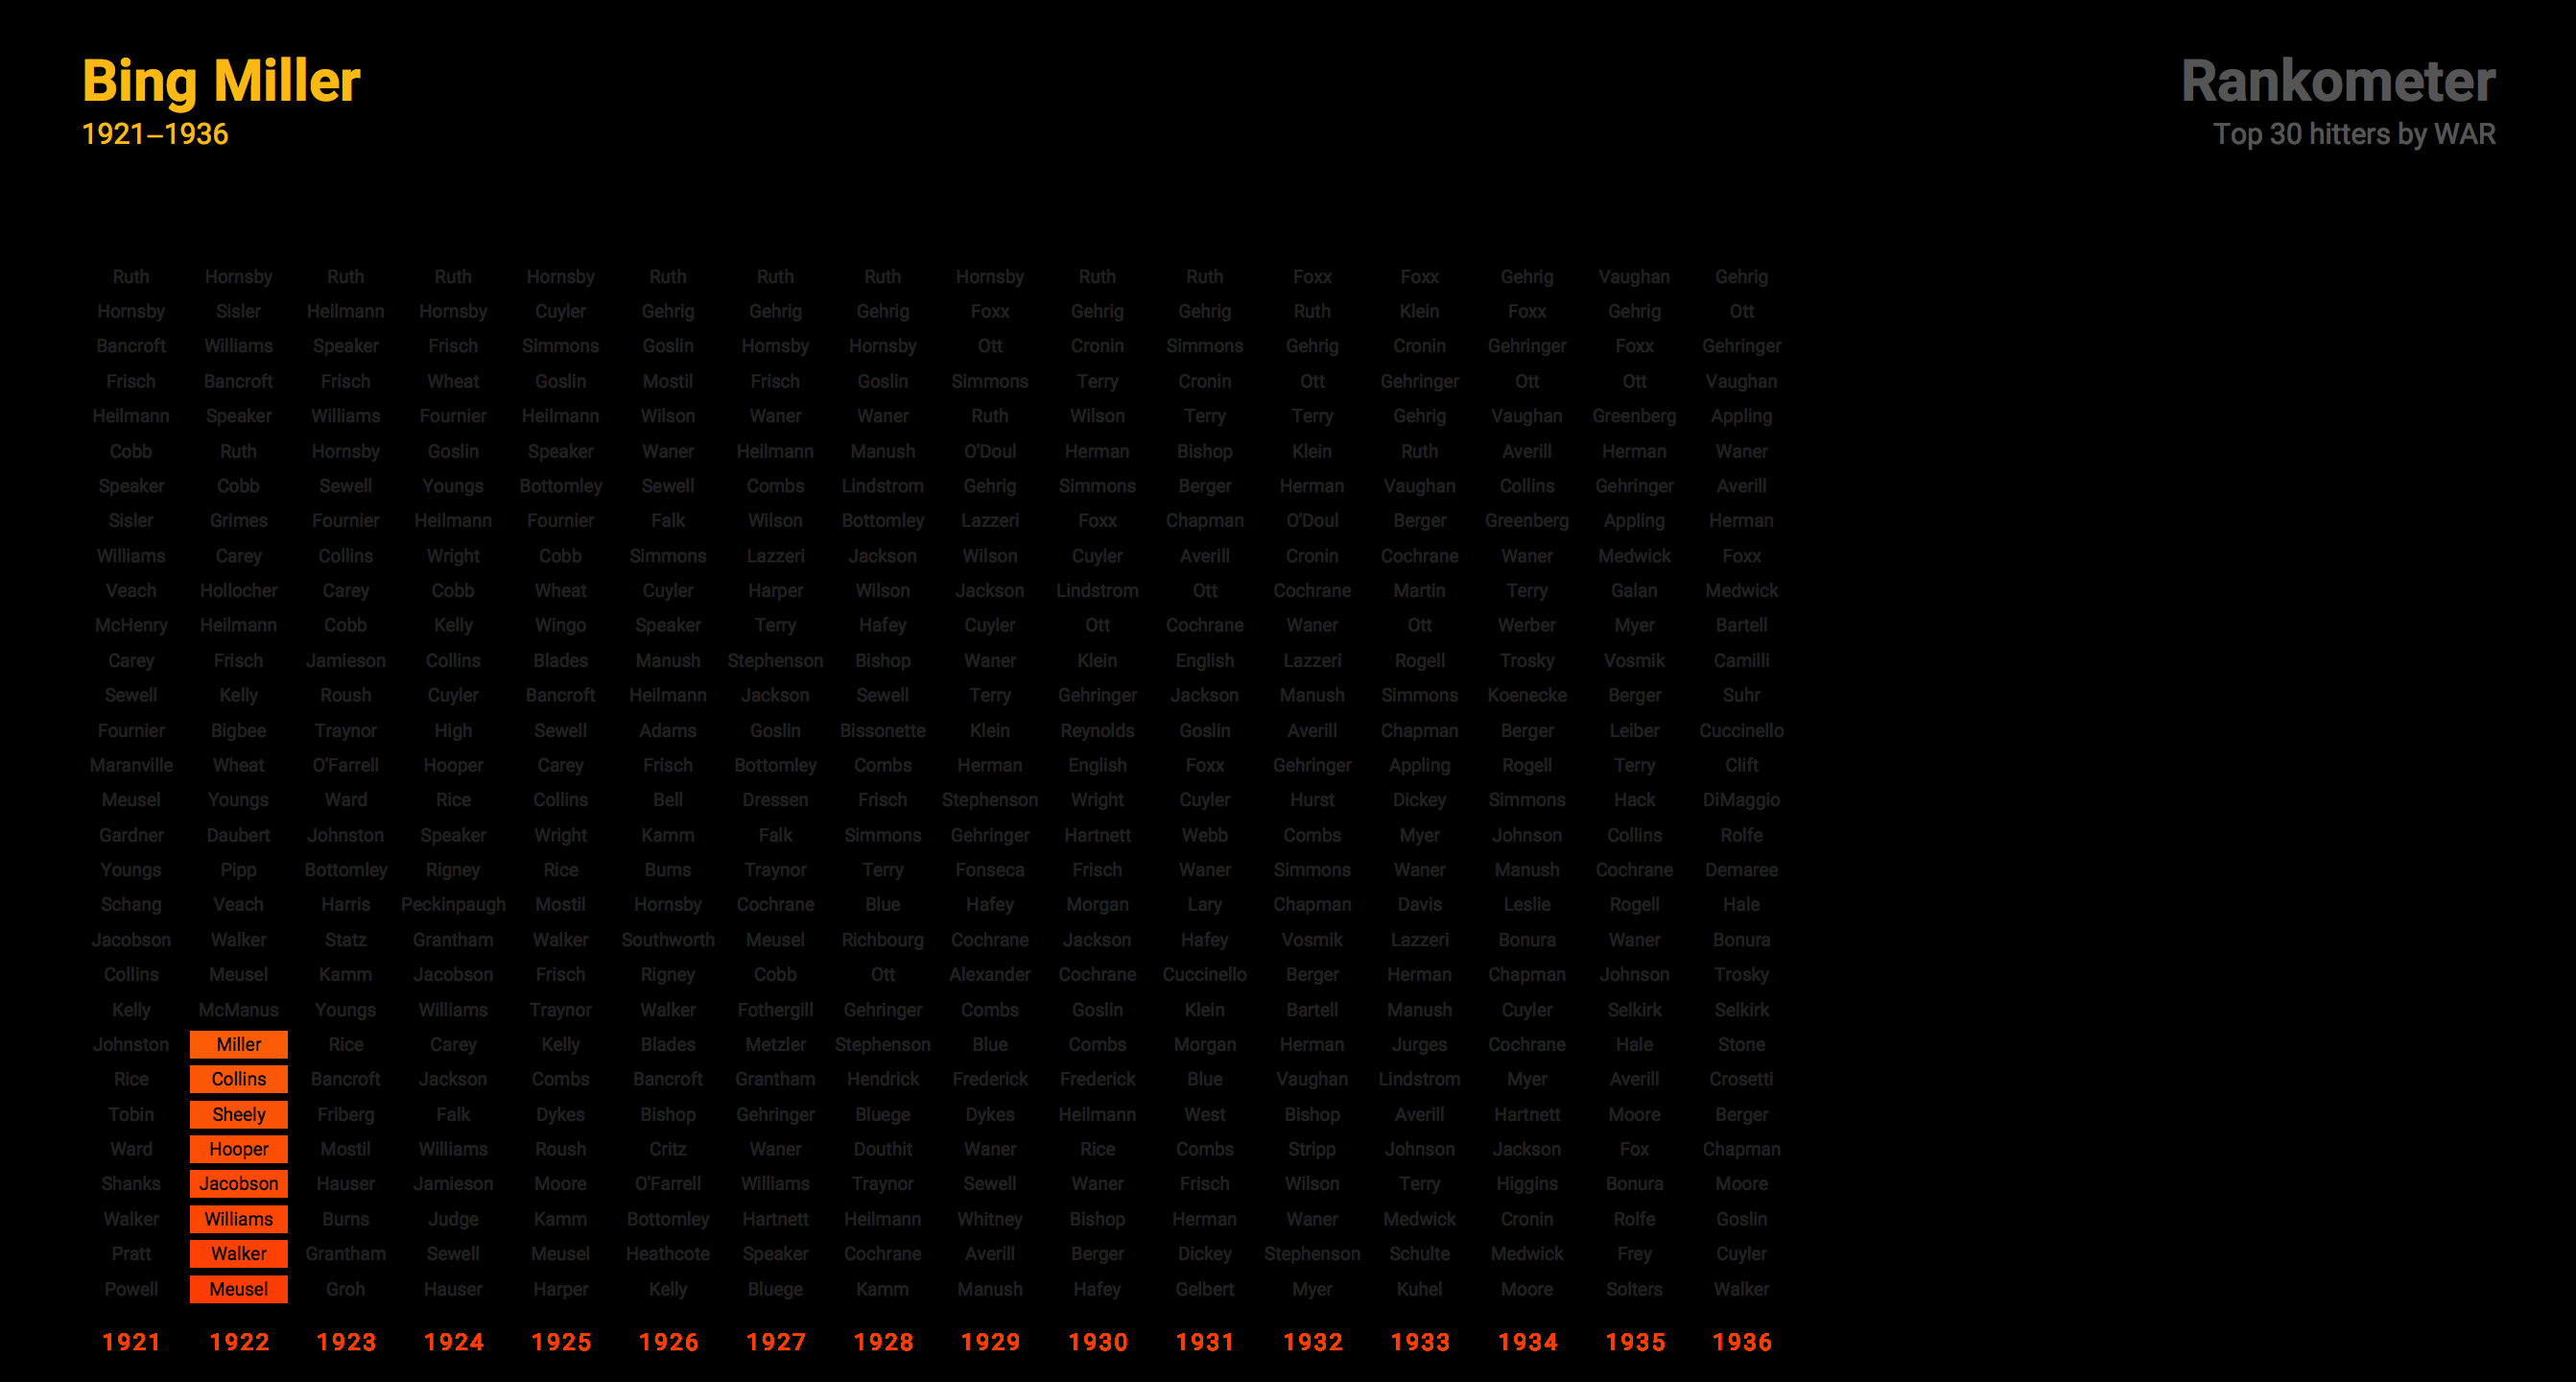 Bing Miller
1921–1936
Rankometer
Top 30 hitters by WAR
Ruth Hornsby Ruth Ruth Hornsby Ruth Ruth Ruth Hornsby Ruth Ruth Foxx Foxx Gehrig Vaughan Gehrig
Hornsby Sisler Heilmann Hornsby Cuyler Gehrig Gehrig Gehrig Foxx Gehrig Gehrig Ruth Klein Foxx Gehrig Ott
Bancroft Williams Speaker Frisch Simmons Goslin Hornsby Hornsby Ott Cronin Simmons Gehrig Cronin Gehringer Foxx Gehringer
Frisch Bancroft Frisch Wheat Goslin Mostil Frisch Goslin Simmons Terry Cronin Ott Gehringer Ott Ott Vaughan
Heilmann Speaker Williams Fournier Heilmann Wilson Waner Waner Ruth Wilson Terry Terry Gehrig Vaughan Greenberg Appling
Cobb Ruth Hornsby Goslin Speaker Waner Heilmann Manush O'Doul Herman Bishop Klein Ruth Averill Herman Waner
Speaker Cobb Sewell Youngs Bottomley Sewell Combs Lindstrom Gehrig Simmons Berger Herman Vaughan Collins Gehringer Averill
Sisler Grimes Fournier Heilmann Fournier Falk Wilson Bottomley Lazzeri Foxx Chapman O'Doul Berger Greenberg Appling Herman
Williams Carey Collins Wright Cobb Simmons Lazzeri Jackson Wilson Cuyler Averill Cronin Cochrane Waner Medwick Foxx
Veach Hollocher Carey Cobb Wheat Cuyler Harper Wilson Jackson Lindstrom Ott Cochrane Martin Terry Galan Medwick
McHenry Heilmann Cobb Kelly Wingo Speaker Terry Hafey Cuyler Ott Cochrane Waner Ott Werber Myer Bartell
Carey Frisch Jamieson Collins Blades Manush Stephenson Bishop Waner Klein English Lazzeri Rogell Trosky Vosmik Camilli
Sewell Kelly Roush Cuyler Bancroft Heilmann Jackson Sewell Terry Gehringer Jackson Manush Simmons Koenecke Berger Suhr
Fournier Bigbee Traynor High Sewell Adams Goslin Bissonette Klein Reynolds Goslin Averill Chapman Berger Leiber Cuccinello
Maranville Wheat O'Farrell Hooper Carey Frisch Bottomley Combs Herman English Foxx Gehringer Appling Rogell Terry Clift
Meusel Youngs Ward Rice Collins Bell Dressen Frisch Stephenson Wright Cuyler Hurst Dickey Simmons Hack DiMaggio
Gardner Daubert Johnston Speaker Wright Kamm Falk Simmons Gehringer Hartnett Webb Combs Myer Johnson Collins Rolfe
Youngs Pipp Bottomley Rigney Rice Burns Traynor Terry Fonseca Frisch Waner Simmons Waner Manush Cochrane Demaree
Schang Veach Harris Peckinpaugh Mostil Hornsby Cochrane Blue Hafey Morgan Lary Chapman Davis Leslie Rogell Hale
Jacobson Walker Statz Grantham Walker Southworth Meusel Richbourg Cochrane Jackson Hafey Vosmik Lazzeri Bonura Waner Bonura
Collins Meusel Kamm Jacobson Frisch Rigney Cobb Ott Alexander Cochrane Cuccinello Berger Herman Chapman Johnson Trosky
Kelly McManus Youngs Williams Traynor Walker Fothergill Gehringer Combs Goslin Klein Bartell Manush Cuyler Selkirk Selkirk
Johnston Miller Rice Carey Kelly Blades Metzler Stephenson Blue Combs Morgan Herman Jurges Cochrane Hale Stone
Rice Collins Bancroft Jackson Combs Bancroft Grantham Hendrick Frederick Frederick Blue Vaughan Lindstrom Myer Averill Crosetti
Tobin Sheely Friberg Falk Dykes Bishop Gehringer Bluege Dykes Heilmann West Bishop Averill Hartnett Moore Berger
Ward Hooper Mostil Williams Roush Critz Waner Douthit Waner Rice Combs Stripp Johnson Jackson Fox Chapman
Shanks Jacobson Hauser Jamieson Moore O'Farrell Williams Traynor Sewell Waner Frisch Wilson Terry Higgins Bonura Moore
Walker Williams Burns Judge Kamm Bottomley Hartnett Heilmann Whitney Bishop Herman Waner Medwick Cronin Rolfe Goslin
Pratt Walker Grantham Sewell Meusel Heathcote Speaker Cochrane Averill Berger Dickey Stephenson Schulte Medwick Frey Cuyler
Powell Meusel Groh Hauser Harper Kelly Bluege Kamm Manush Hafey Gelbert Myer Kuhel Moore Solters Walker
1921 1922 1923 1924 1925 1926 1927 1928 1929 1930 1931 1932 1933 1934 1935 1936